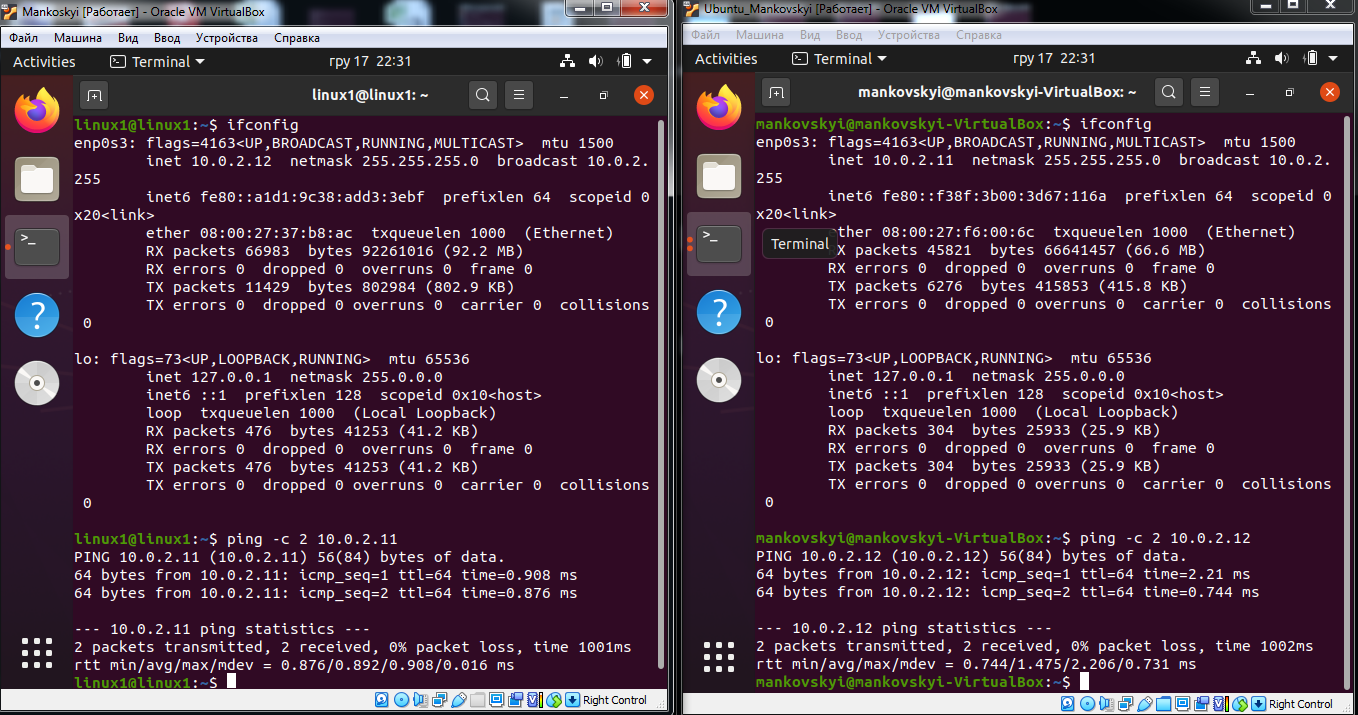 Mankoskyi [Работает] - Oracle VM VirtualBox
Файл Машина Вид Ввод Устройства Справка
Activities Terminal гру 17 22:31
linux1@linux1: ~
linux1@linux1:~$ ifconfig
enp0s3: flags=4163<UP,BROADCAST,RUNNING,MULTICAST>  mtu 1500
        inet 10.0.2.12  netmask 255.255.255.0  broadcast 10.0.2.
255
        inet6 fe80::a1d1:9c38:add3:3ebf  prefixlen 64  scopeid 0
x20<link>
        ether 08:00:27:37:b8:ac  txqueuelen 1000  (Ethernet)
        RX packets 66983  bytes 92261016 (92.2 MB)
        RX errors 0  dropped 0  overruns 0  frame 0
        TX packets 11429  bytes 802984 (802.9 KB)
        TX errors 0  dropped 0 overruns 0  carrier 0  collisions
 0
lo: flags=73<UP,LOOPBACK,RUNNING>  mtu 65536
        inet 127.0.0.1  netmask 255.0.0.0
        inet6 ::1  prefixlen 128  scopeid 0x10<host>
        loop  txqueuelen 1000  (Local Loopback)
        RX packets 476  bytes 41253 (41.2 KB)
        RX errors 0  dropped 0  overruns 0  frame 0
        TX packets 476  bytes 41253 (41.2 KB)
        TX errors 0  dropped 0 overruns 0  carrier 0  collisions
 0
linux1@linux1:~$ ping -c 2 10.0.2.11
PING 10.0.2.11 (10.0.2.11) 56(84) bytes of data.
64 bytes from 10.0.2.11: icmp_seq=1 ttl=64 time=0.908 ms
64 bytes from 10.0.2.11: icmp_seq=2 ttl=64 time=0.876 ms
--- 10.0.2.11 ping statistics ---
2 packets transmitted, 2 received, 0% packet loss, time 1001ms
rtt min/avg/max/mdev = 0.876/0.892/0.908/0.016 ms
linux1@linux1:~$
Right Control
Ubuntu_Mankovskyi [Работает] - Oracle VM VirtualBox
Файл Машина Вид Ввод Устройства Справка
Activities Terminal гру 17 22:31
mankovskyi@mankovskyi-VirtualBox: ~
mankovskyi@mankovskyi-VirtualBox:~$ ifconfig
enp0s3: flags=4163<UP,BROADCAST,RUNNING,MULTICAST>  mtu 1500
        inet 10.0.2.11  netmask 255.255.255.0  broadcast 10.0.2.
255
        inet6 fe80::f38f:3b00:3d67:116a  prefixlen 64  scopeid 0
x20<link>
Terminal
        ther 08:00:27:f6:00:6c  txqueuelen 1000  (Ethernet)
        RX packets 45821  bytes 66641457 (66.6 MB)
        RX errors 0  dropped 0  overruns 0  frame 0
        TX packets 6276  bytes 415853 (415.8 KB)
        TX errors 0  dropped 0 overruns 0  carrier 0  collisions
 0
lo: flags=73<UP,LOOPBACK,RUNNING>  mtu 65536
        inet 127.0.0.1  netmask 255.0.0.0
        inet6 ::1  prefixlen 128  scopeid 0x10<host>
        loop  txqueuelen 1000  (Local Loopback)
        RX packets 304  bytes 25933 (25.9 KB)
        RX errors 0  dropped 0  overruns 0  frame 0
        TX packets 304  bytes 25933 (25.9 KB)
        TX errors 0  dropped 0 overruns 0  carrier 0  collisions
 0
mankovskyi@mankovskyi-VirtualBox:~$ ping -c 2 10.0.2.12
PING 10.0.2.12 (10.0.2.12) 56(84) bytes of data.
64 bytes from 10.0.2.12: icmp_seq=1 ttl=64 time=2.21 ms
64 bytes from 10.0.2.12: icmp_seq=2 ttl=64 time=0.744 ms
--- 10.0.2.12 ping statistics ---
2 packets transmitted, 2 received, 0% packet loss, time 1002ms
rtt min/avg/max/mdev = 0.744/1.475/2.206/0.731 ms
mankovskyi@mankovskyi-VirtualBox:~$
Right Control